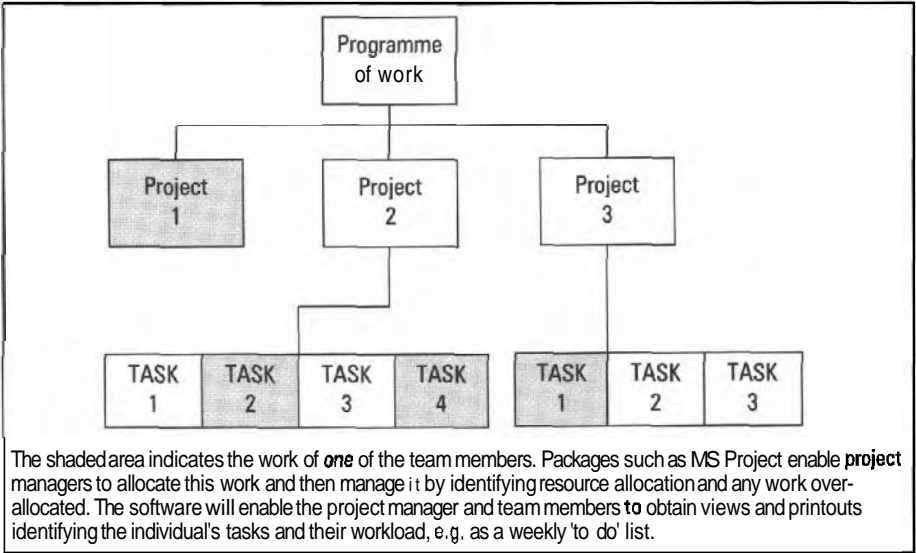 Programme
of work
Project
1
Project
2
Project
3
TASK
1
TASK
2
TASK
3
TASK
4
TASK
1
TASK
2
TASK
3
The shaded area indicates the work of one of the team members. Packages such as MS Project enable project
managers to allocate this work and then manage it by identifying resource allocation and any work over-
allocated. The software will enable the project manager and team members to obtain views and printouts
identifying the individual's tasks and their workload, e.g. as a weekly 'to do' list.